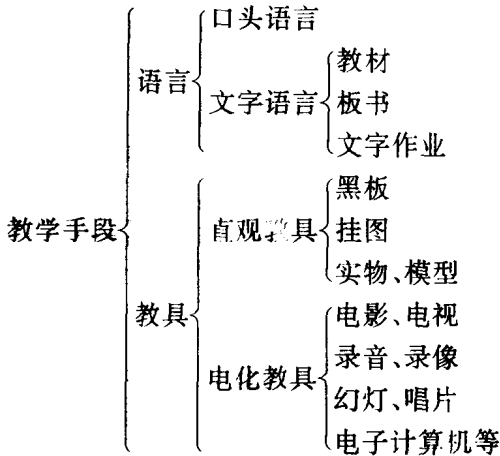 教学手段
语言
口头语言
文字语言
教材
板书
文字作业
教具
直观教具
黑板
挂图
实物、模型
电化教具
电影、电视
录音、录像
幻灯、唱片
电子计算机等